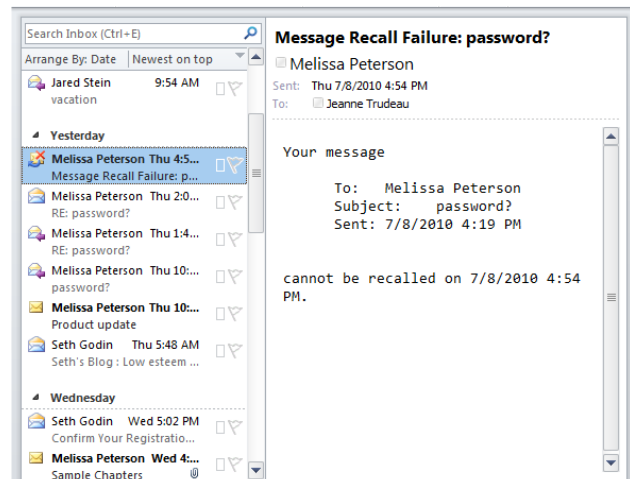 Search Inbox (Ctrl+E)
Arrange By: Date Newest on top
Jared Stein 9:54 AM
vacation
Yesterday
Melissa Peterson Thu 4:5...
Message Recall Failure: p...
Melissa Peterson Thu 2:0...
RE: password?
Melissa Peterson Thu 1:4...
RE: password?
Melissa Peterson Thu 10:...
password?
Melissa Peterson Thu 10:...
Product update
Seth Godin Thu 5:48 AM
Seth's Blog : Low esteem ...
Wednesday
Seth Godin Wed 5:02 PM
Confirm Your Registratio...
Melissa Peterson Wed 4:...
Sample Chapters
Message Recall Failure: password?
Melissa Peterson
Sent: Thu 7/8/2010 4:54 PM
To: Jeanne Trudeau
Your message
To: Melissa Peterson
Subject: password?
Sent: 7/8/2010 4:19 PM
cannot be recalled on 7/8/2010 4:54
PM.